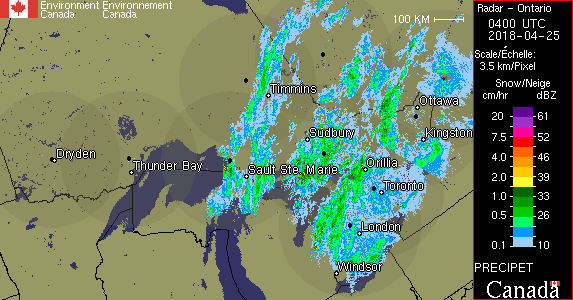 Environment Environnement
Canada Canada
100 KM
Timmins
Ottawa
Sudbury
Kingston
Dryden
Thunder Bay
Sault Ste. Marie
Orillia
Toronto
London
Windsor
Radar - Ontario
0400 UTC
2018-04-25
Scale/Échelle:
3.5 km/Pixel
Snow/Neige
cm/hr dBZ
20 61
7.5 52
4.0 46
2.0 39
1.0 33
0.5 26
0.1 10
PRECIPET
Canada